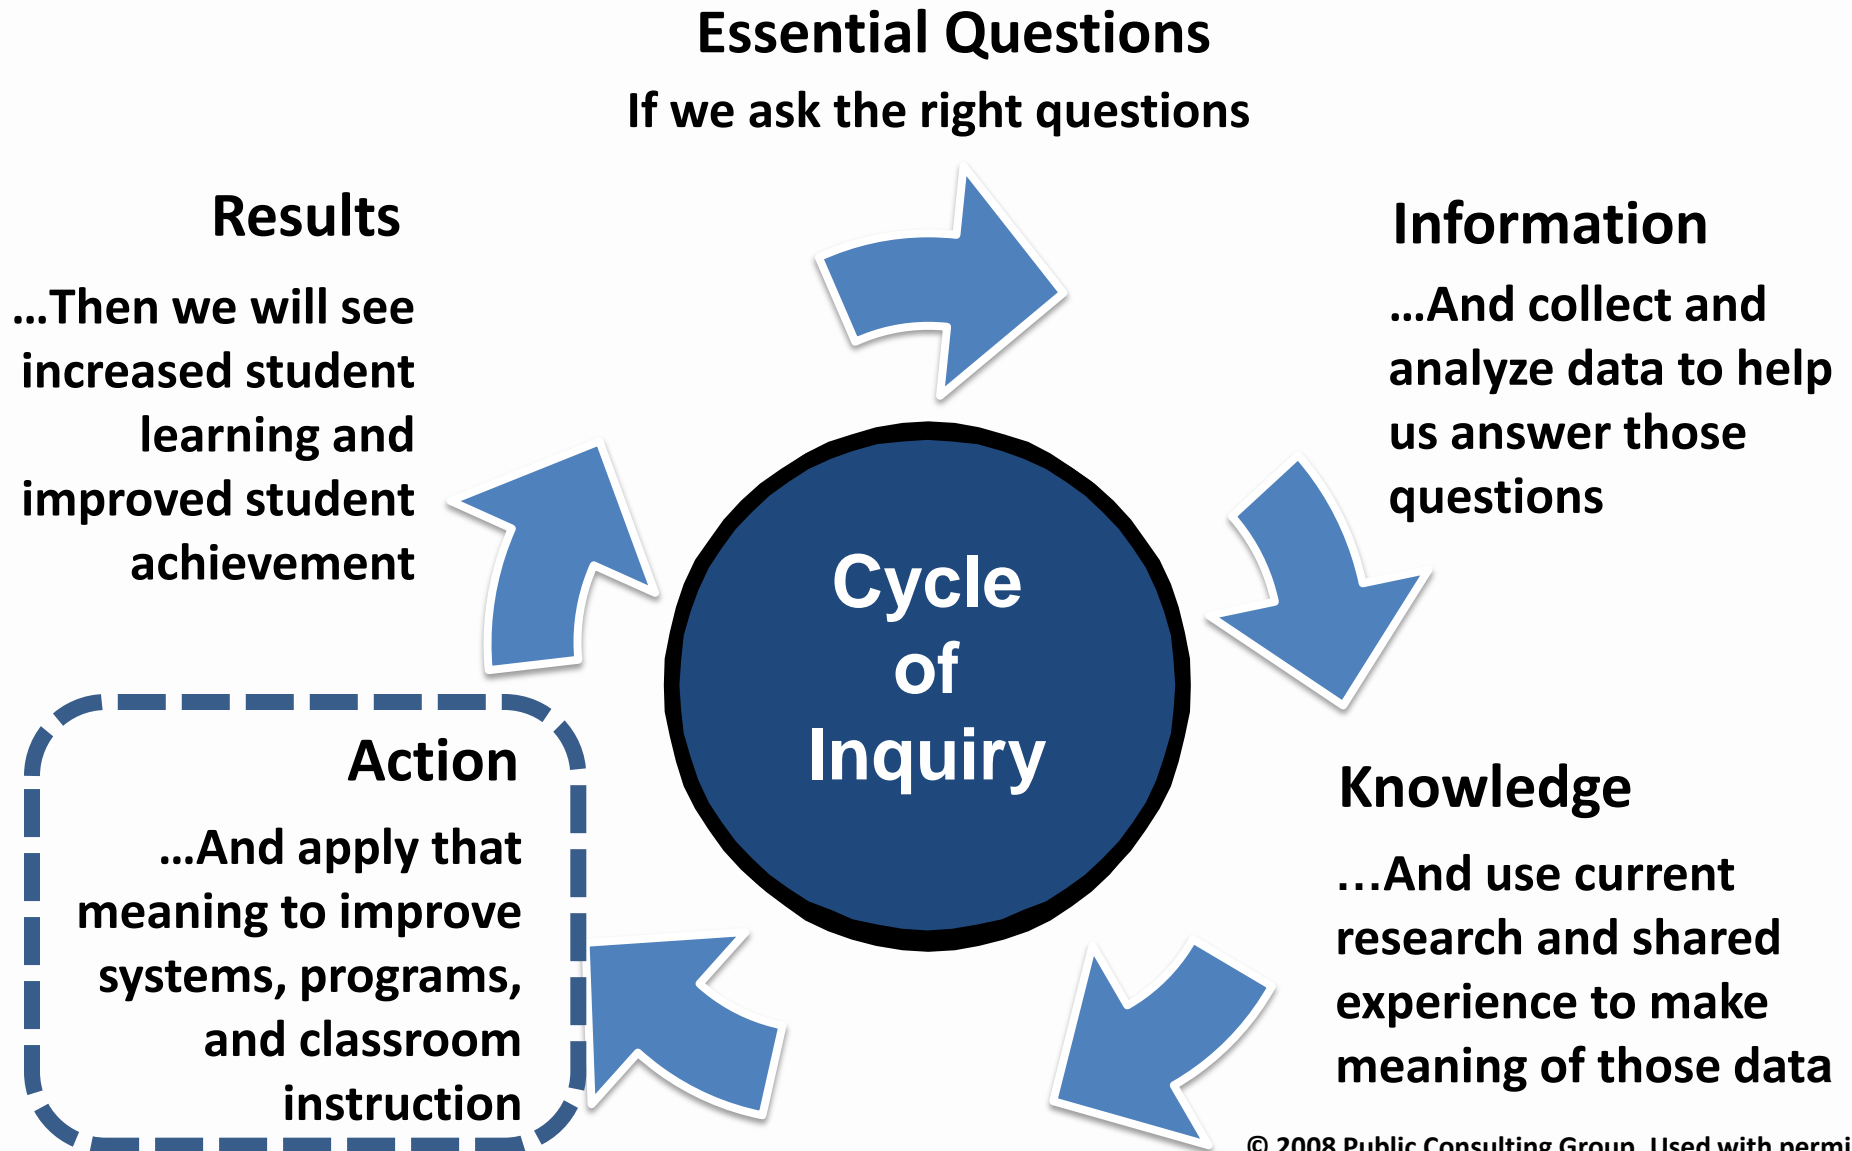 Essential Questions
If we ask the right questions
Information
...And collect and
analyze data to help
us answer those
questions
Knowledge
...And use current
research and shared
experience to make
meaning of those data
Action
...And apply that
meaning to improve
systems, programs,
and classroom
instruction
Results
...Then we will see
increased student
learning and
improved student
achievement
Cycle
of
Inquiry
© 2008 Public Consulting Group. Used with